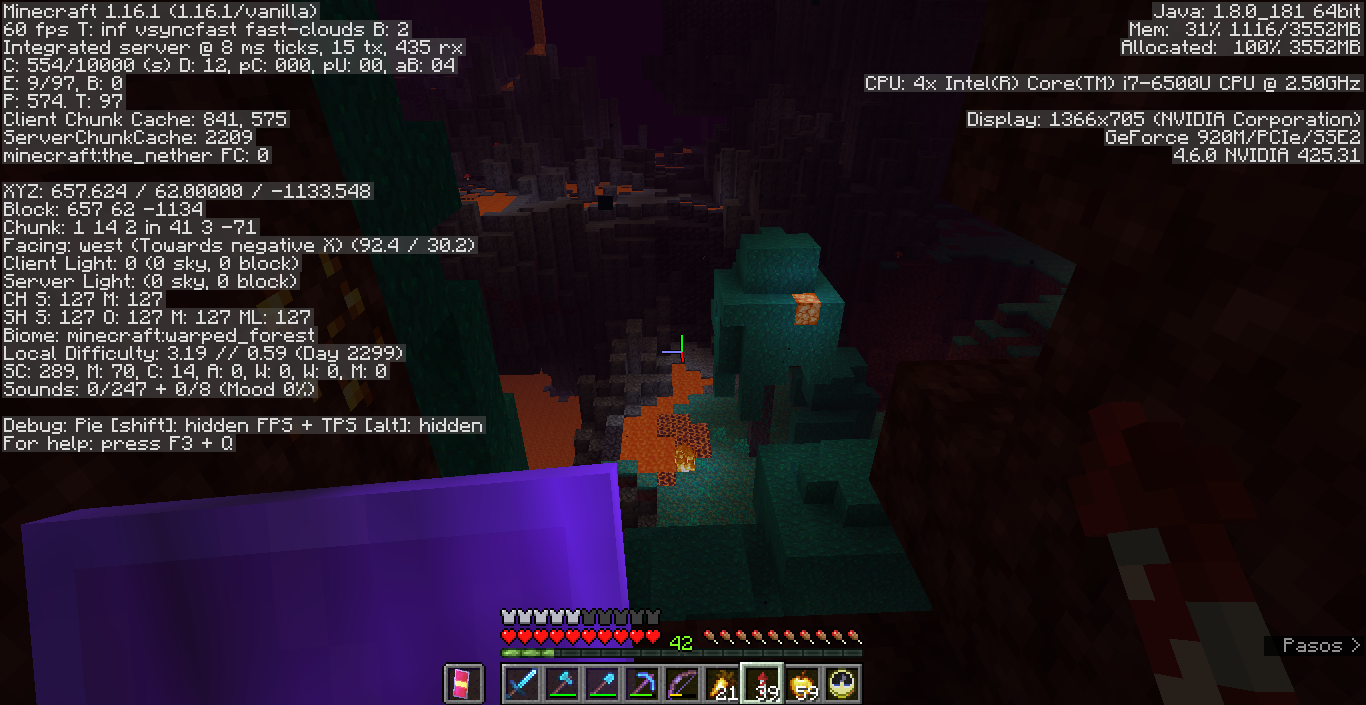 Minecraft 1.16.1 (1.16.1/vanilla)
60 fps T: inf vsyncfast fast-clouds B: 2
Integrated server @ 8 ms ticks, 15 tx, 435 rx
C: 554/10000 (s) D: 12, pC: 000, pU: 00, aB: 04
E: 9/97, B: 0
P: 574. T: 97
Client Chunk Cache: 841, 575
ServerChunkCache: 2209
minecraft:the_nether FC: 0
XYZ: 657.624 / 62.00000 / -1133.548
Block: 657 62 -1134
Chunk: 1 14 2 in 41 3 -71
Facing: west (Towards negative X) (92.4 / 30.2)
Client Light: 0 (0 sky, 0 block)
Server Light: (0 sky, 0 block)
CH S: 127 M: 127
SH S: 127 O: 127 M: 127 ML: 127
Biome: minecraft:warped_forest
Local Difficulty: 3.19 // 0.59 (Day 2299)
SC: 289, M: 70, C: 14, A: 0, W: 0, W: 0, M: 0
Sounds: 0/247 + 0/8 (Mood 0%)
Debug: Pie [shift]: hidden FPS + TPS [alt]: hidden
For help: press F3 + Q
Java: 1.8.0_181 64bit
Mem: 31% 1116/3552MB
Allocated: 100% 3552MB
CPU: 4x Intel(R) Core(TM) i7-6500U CPU @ 2.50GHz
Display: 1366x705 (NVIDIA Corporation)
GeForce 920M/PCIe/SSE2
4.6.0 NVIDIA 425.31
Pasos >
42
21
39
59